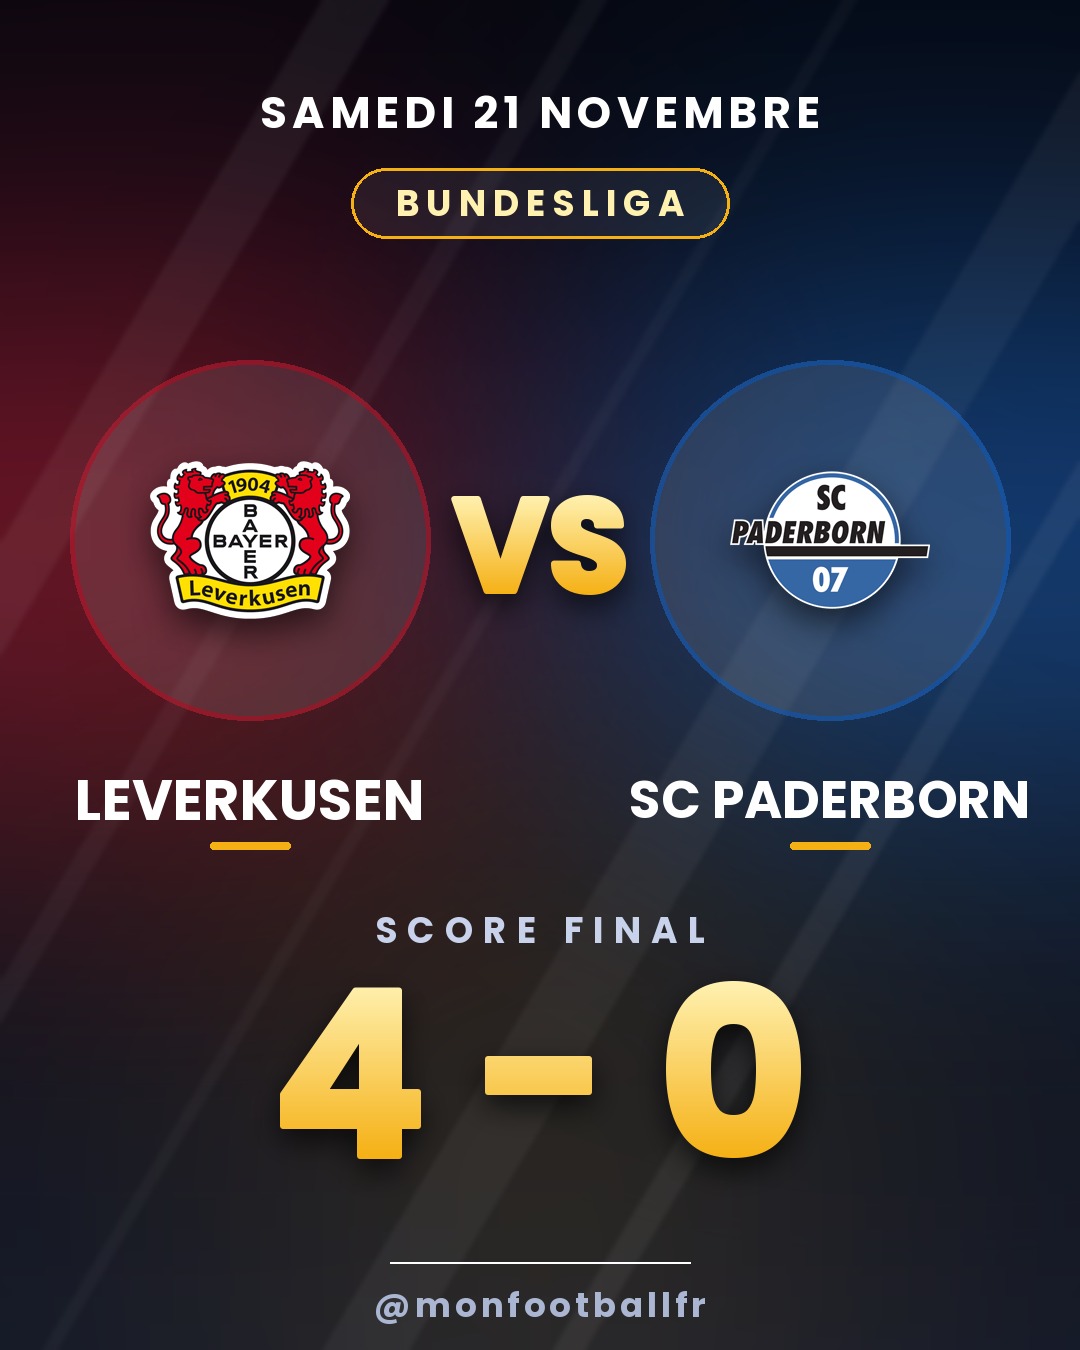 SAMEDI 21 NOVEMBRE
BUNDESLIGA
1904
BAYER
BAYER
Leverkusen
VS
SC
PADERBORN
07
LEVERKUSEN
SC PADERBORN
SCORE FINAL
4 – 0
@monfootballfr